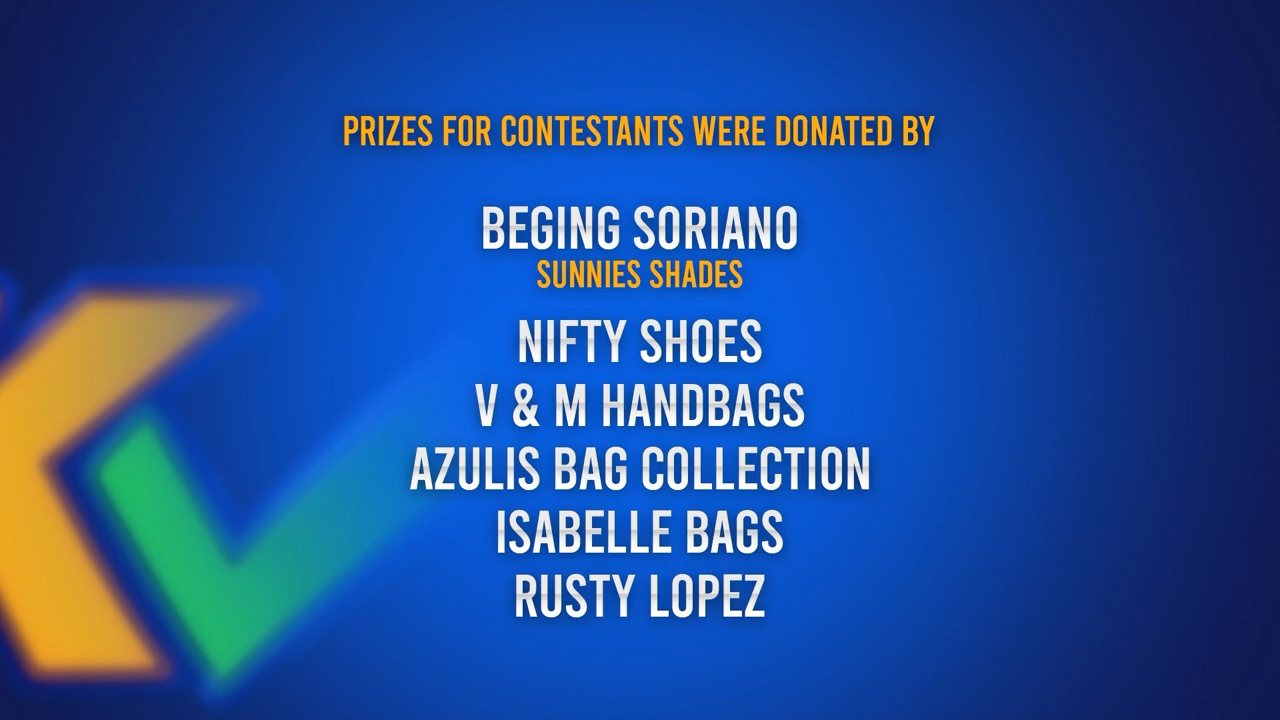 PRIZES FOR CONTESTANTS WERE DONATED BY
BEGING SORIANO
SUNNIES SHADES
NIFTY SHOES
V & M HANDBAGS
AZULIS BAG COLLECTION
ISABELLE BAGS
RUSTY LOPEZ